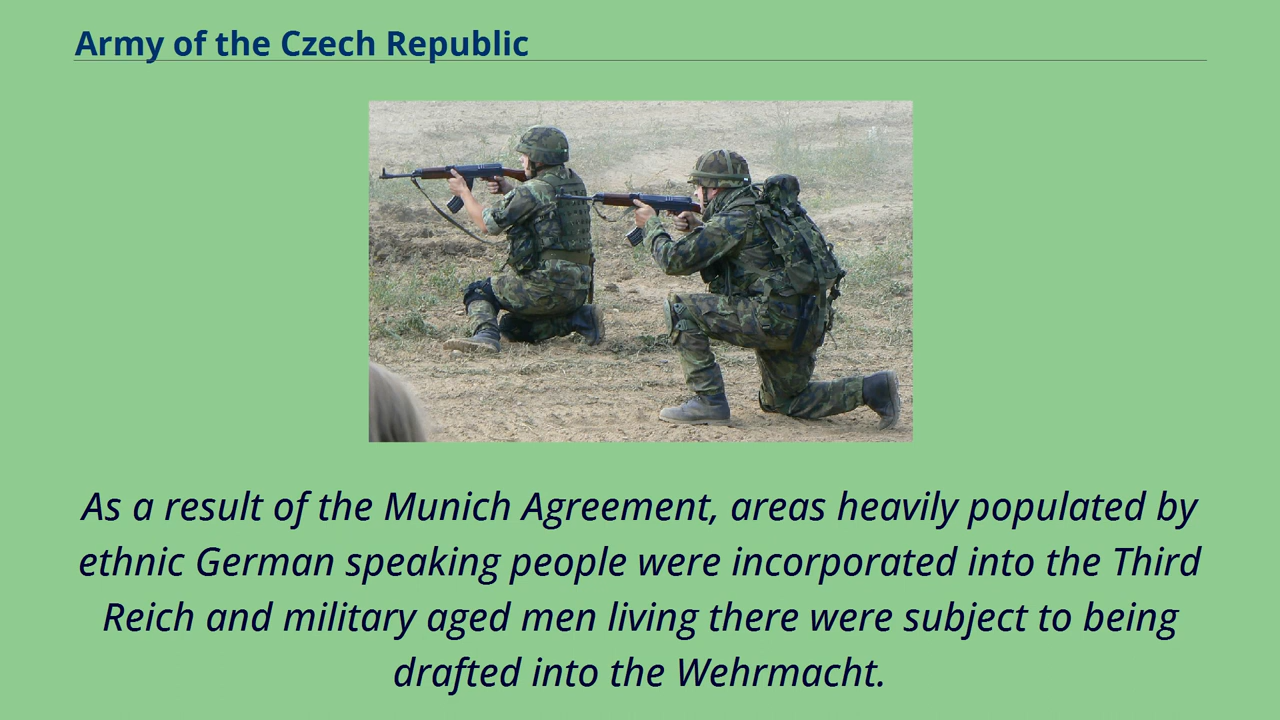 Army of the Czech Republic
As a result of the Munich Agreement, areas heavily populated by
ethnic German speaking people were incorporated into the Third
Reich and military aged men living there were subject to being
drafted into the Wehrmacht.